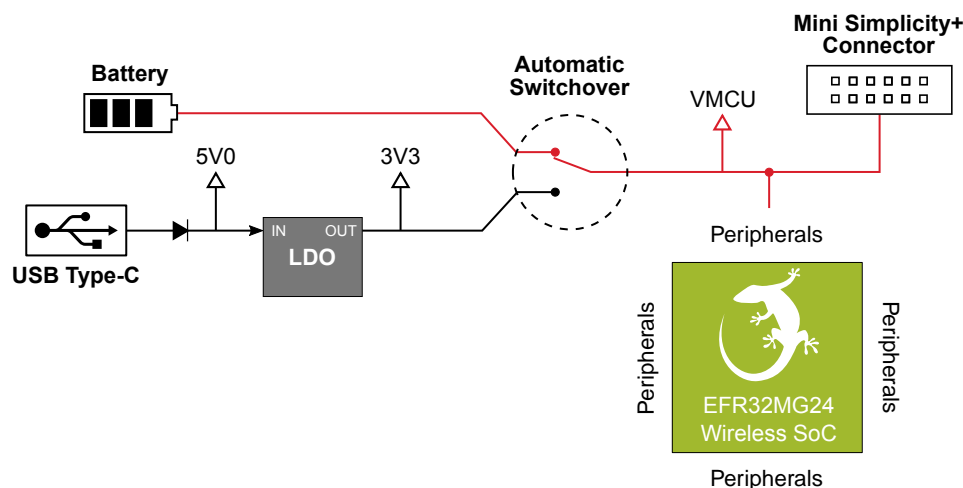 Mini Simplicity+
Connector
Automatic
Switchover
Battery
VMCU
5V0
3V3
IN
OUT
LDO
USB Type-C
Peripherals
Peripherals
Peripherals
EFR32MG24
Wireless SoC
Peripherals